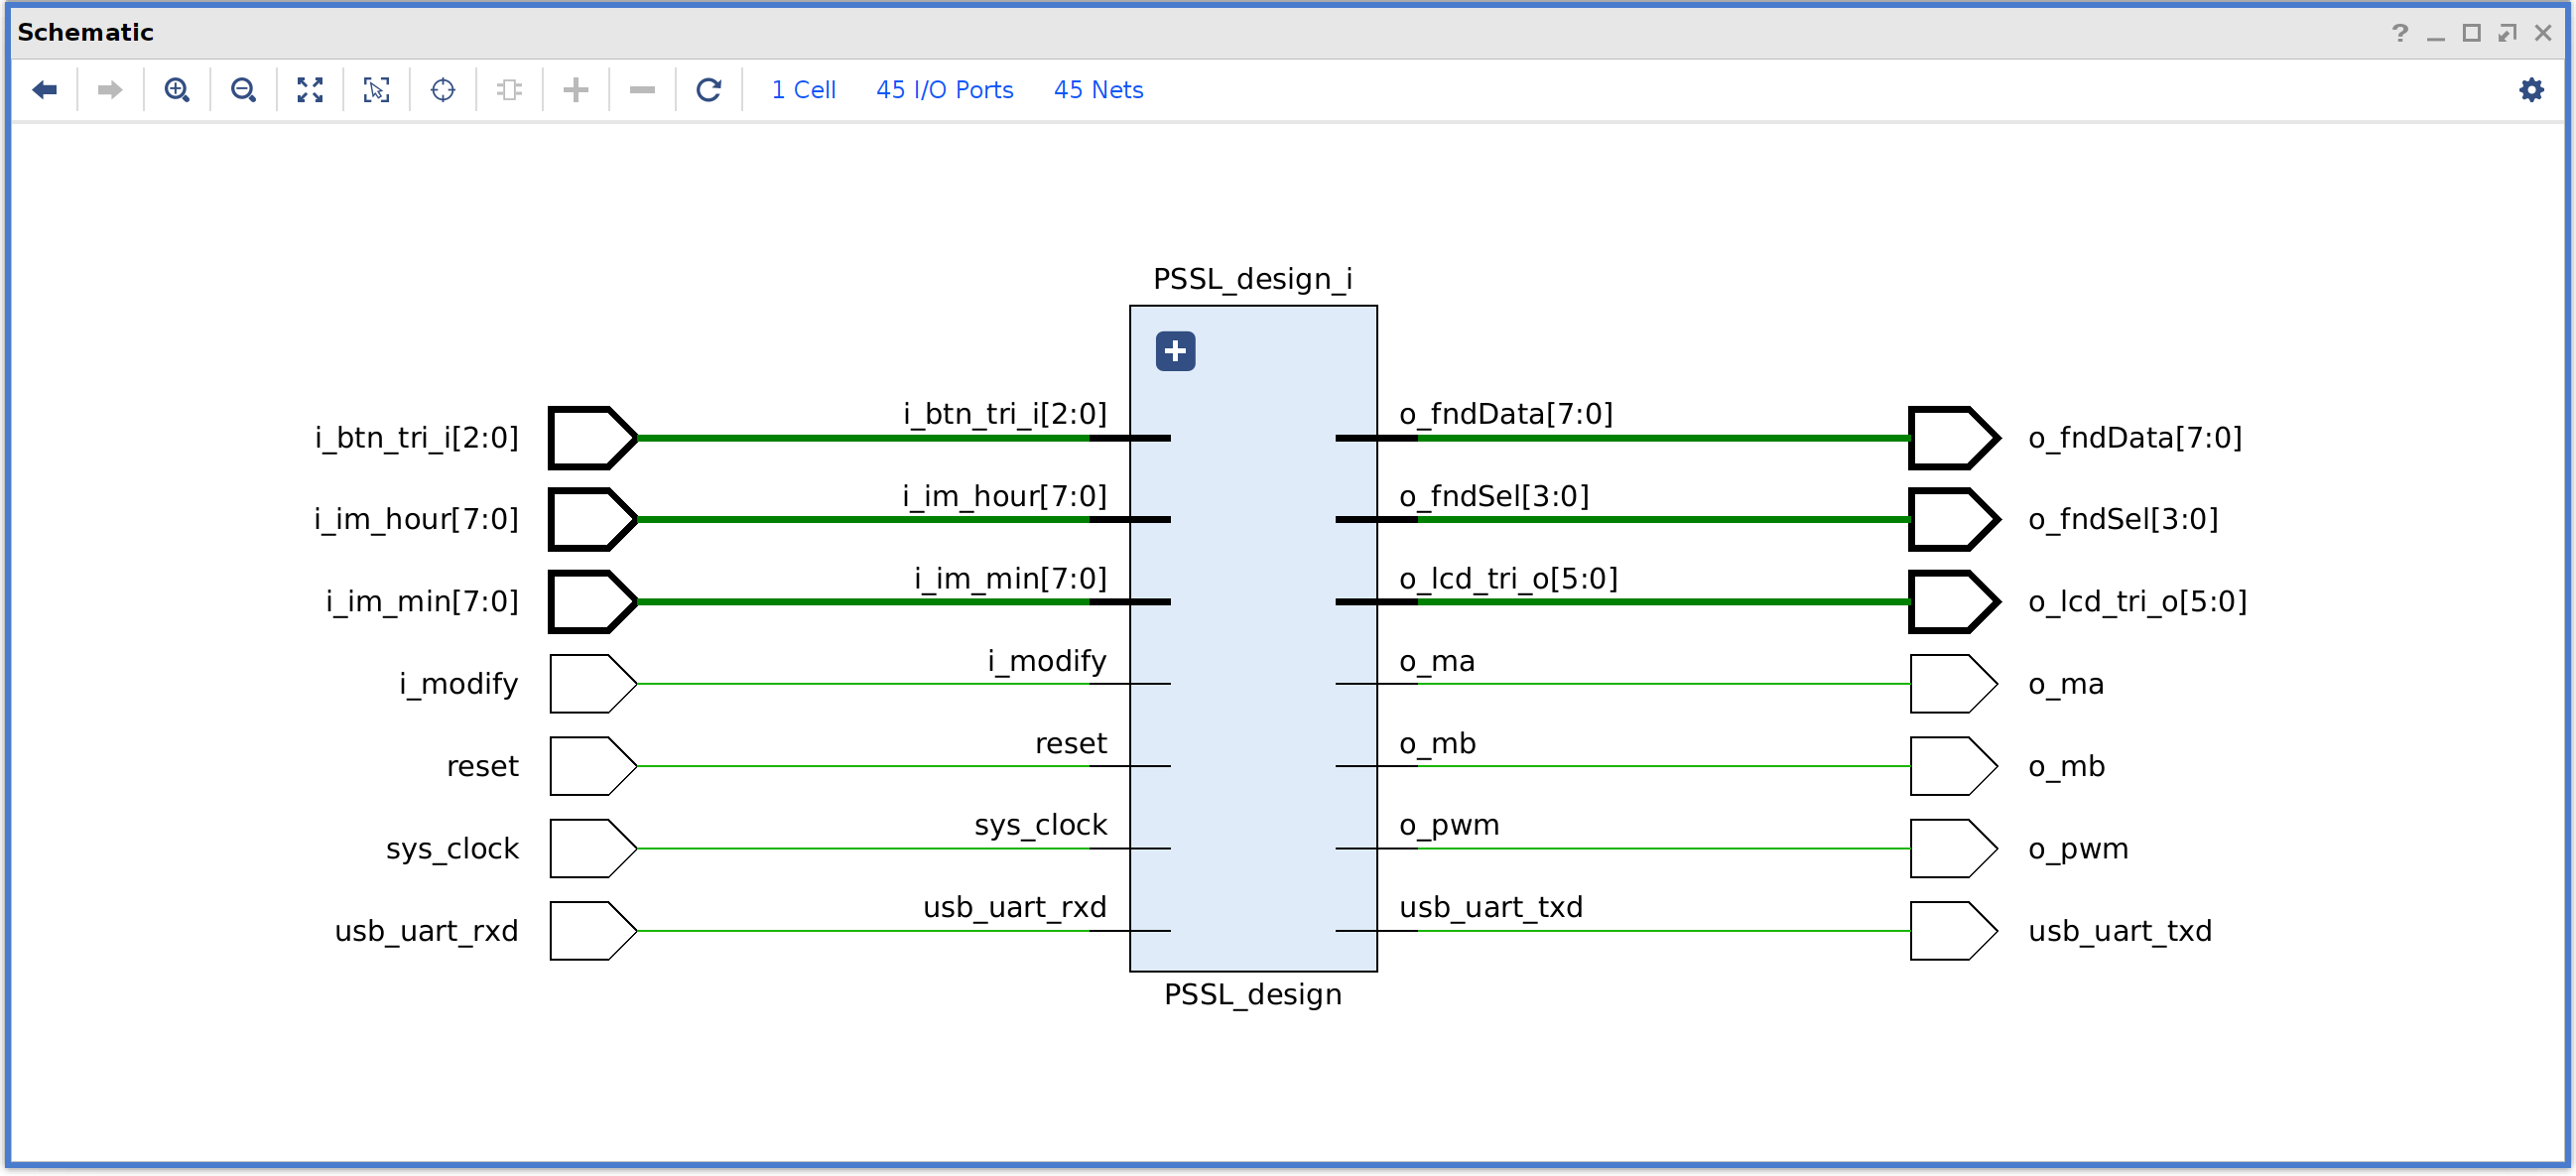 Schematic
1 Cell 45 I/O Ports 45 Nets
PSSL_design_i
i_btn_tri_i[2:0] i_btn_tri_i[2:0] o_fndData[7:0] o_fndData[7:0]
i_im_hour[7:0] i_im_hour[7:0] o_fndSel[3:0] o_fndSel[3:0]
i_im_min[7:0] i_im_min[7:0] o_lcd_tri_o[5:0] o_lcd_tri_o[5:0]
i_modify i_modify o_ma o_ma
reset reset o_mb o_mb
sys_clock sys_clock o_pwm o_pwm
usb_uart_rxd usb_uart_rxd usb_uart_txd usb_uart_txd
PSSL_design